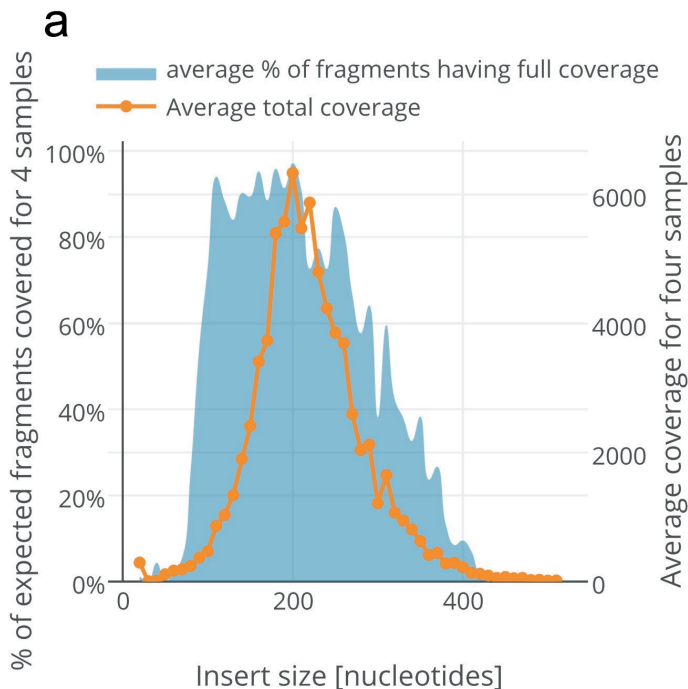 a
average % of fragments having full coverage
Average total coverage
% of expected fragments covered for 4 samples
100%
80%
60%
40%
20%
0%
6000
4000
2000
0
Average coverage for four samples
0
200
400
Insert size [nucleotides]